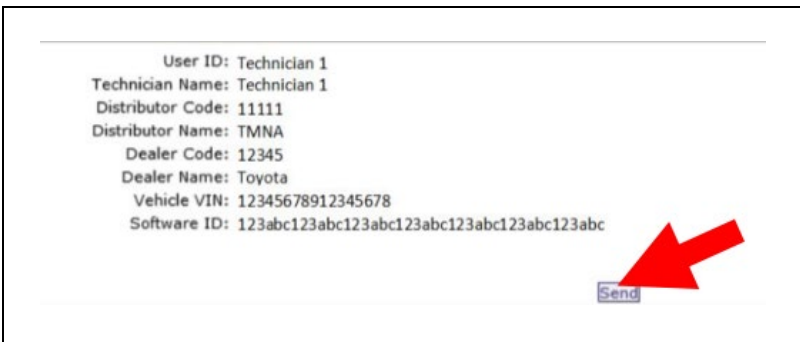 User ID: Technician 1
Technician Name: Technician 1
Distributor Code: 11111
Distributor Name: TMNA
Dealer Code: 12345
Dealer Name: Toyota
Vehicle VIN: 12345678912345678
Software ID: 123abc123abc123abc123abc123abc123abc123abc
Send